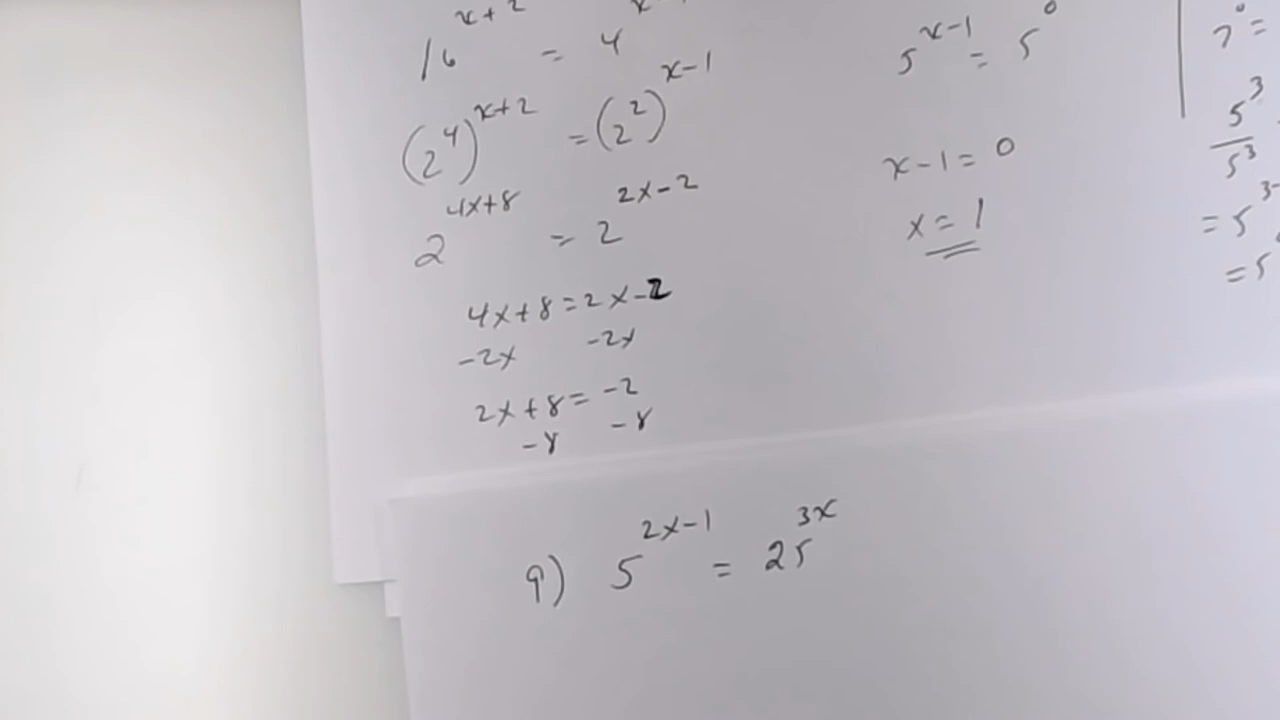 16^{x+2} = 4
(2^4)^{x+2} = (2^2)^{x-1}
2^{4x+8} = 2^{2x-2}
4x+8=2x-2
-2x -2x
2x+8=-2
-8 -8
5^{x-1} = 5^0
x-1=0
x=1
7^0 =
5^3
5^3
= 5^3-
=5
9) 5^{2x-1} = 25^{3x}